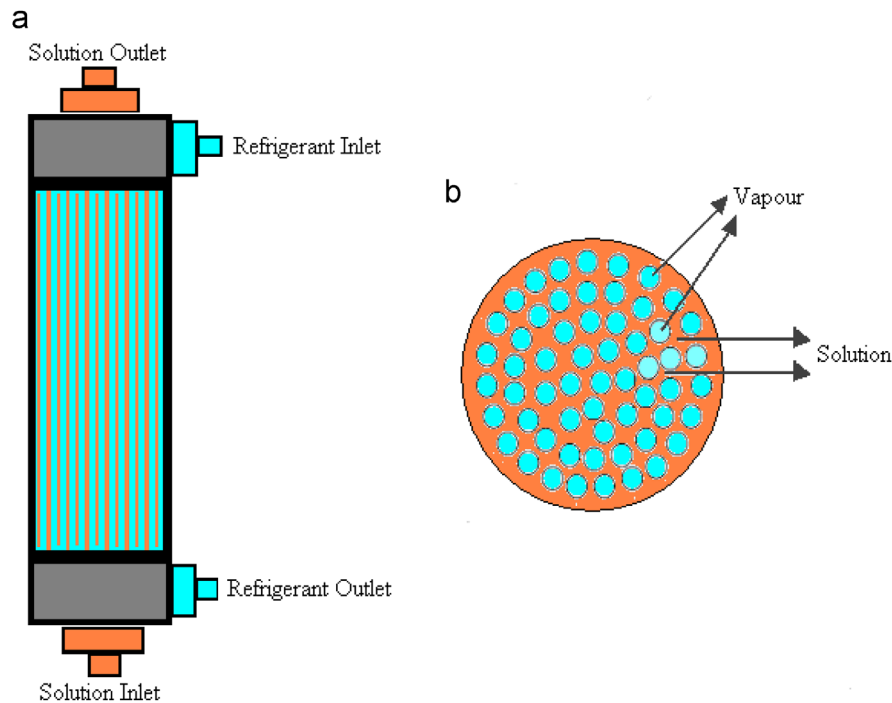 a
Solution Outlet
Refrigerant Inlet
Refrigerant Outlet
Solution Inlet
b
Vapour
Solution